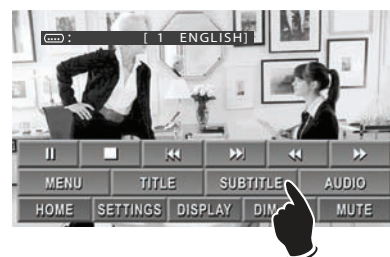 : [ 1 ENGLISH]
MENU TITLE SUBTITLE AUDIO
HOME SETTINGS DISPLAY DIM MUTE